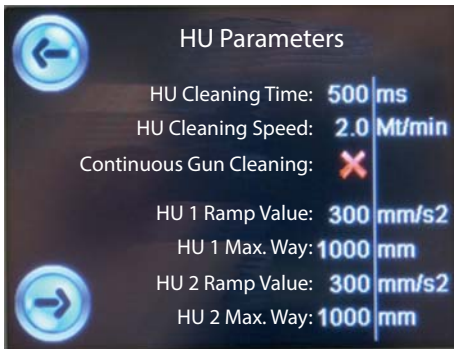 HU Parameters
HU Cleaning Time: 500 ms
HU Cleaning Speed: 2.0 Mt/min
Continuous Gun Cleaning:
HU 1 Ramp Value: 300 mm/s2
HU 1 Max. Way: 1000 mm
HU 2 Ramp Value: 300 mm/s2
HU 2 Max. Way: 1000 mm